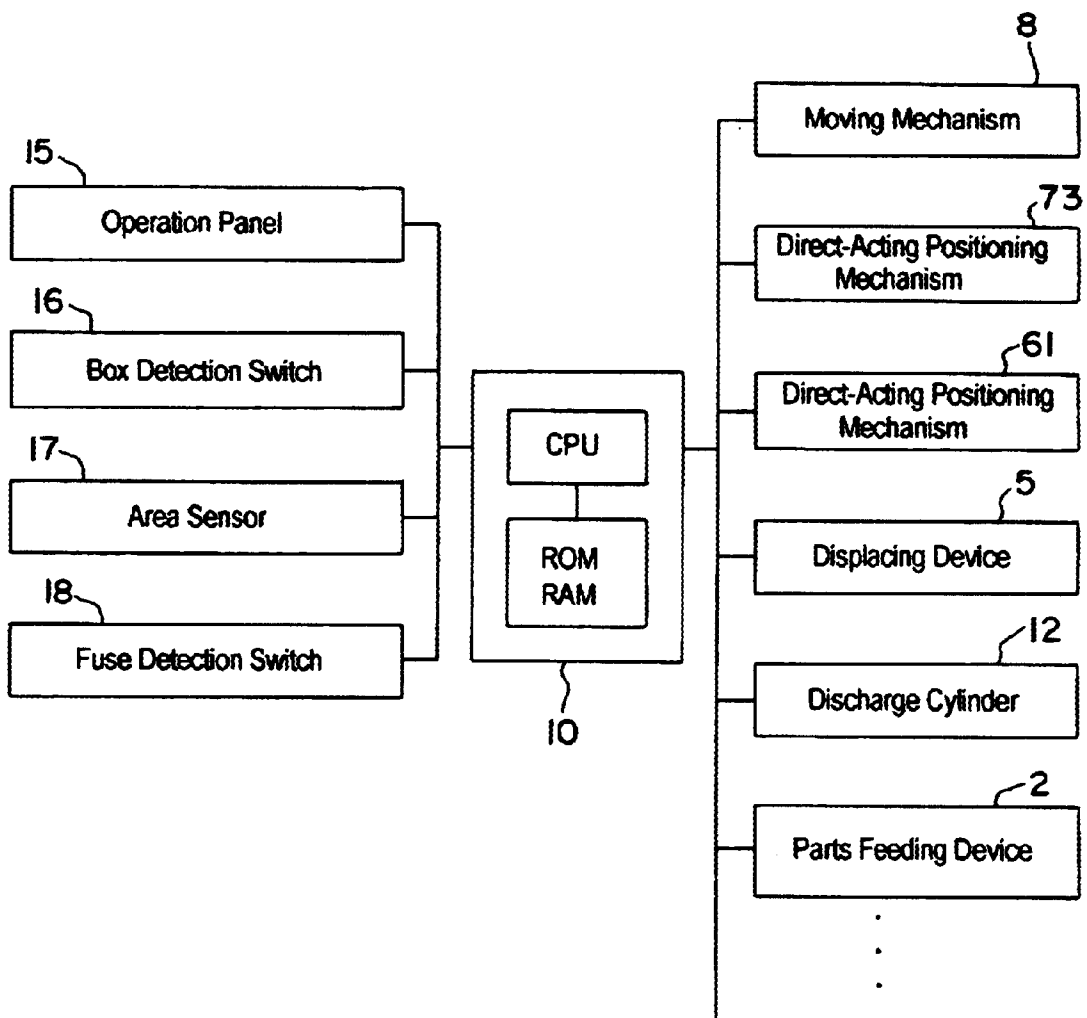 15
Operation Panel
16
Box Detection Switch
17
Area Sensor
18
Fuse Detection Switch
CPU
ROM
RAM
10
8
Moving Mechanism
73
Direct-Acting Positioning
Mechanism
61
Direct-Acting Positioning
Mechanism
5
Displacing Device
12
Discharge Cylinder
2
Parts Feeding Device